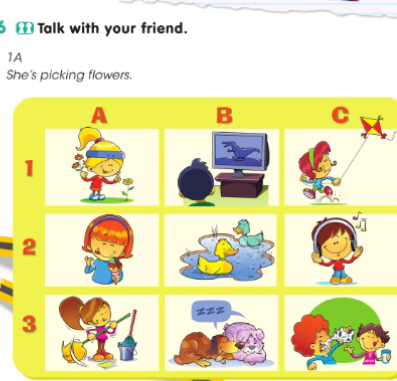 6 Talk with your friend.
1A
She's picking flowers.
A B C
1
2
3
zzz